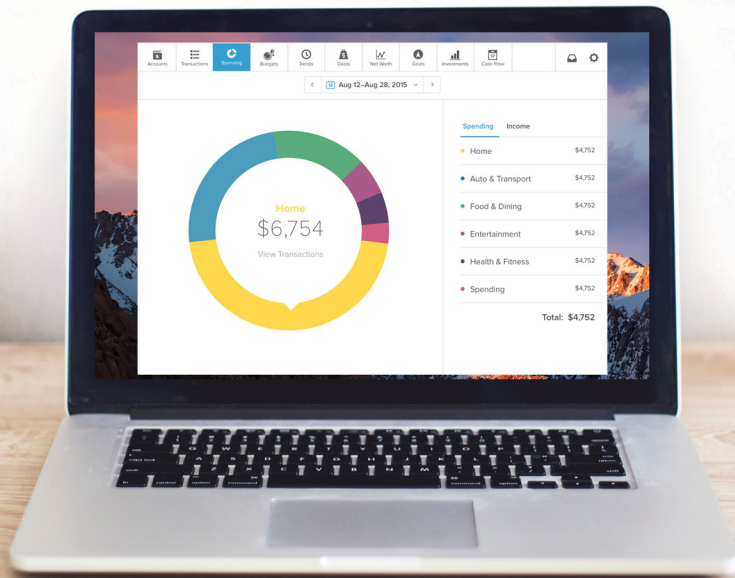 Accounts Transactions Spending Budgets Trends Debts Net Worth Goals Investments Cash Flow
Aug 12–Aug 28, 2015
Spending Income
Home $4,752
Auto & Transport $4,752
Food & Dining $4,752
Entertainment $4,752
Health & Fitness $4,752
Spending $4,752
Total: $4,752
Home
$6,754
View Transactions